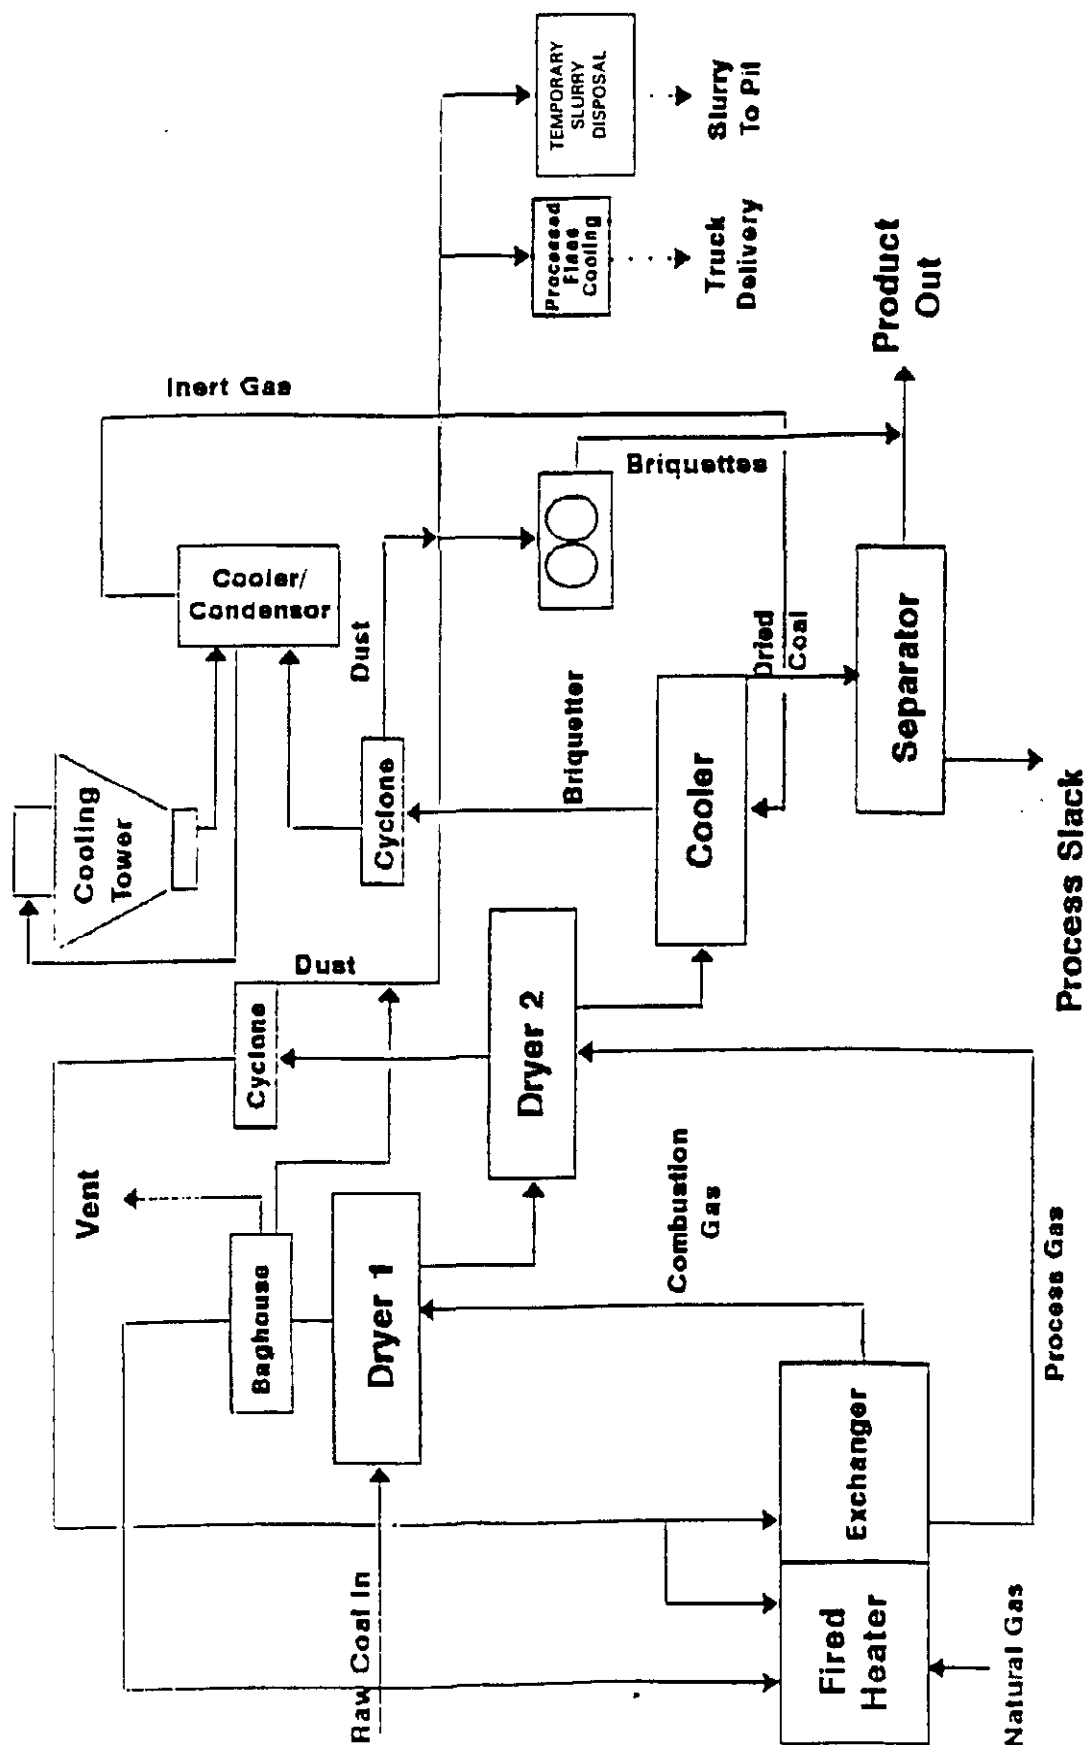 Raw Coal In
Fired
Heater
Natural Gas
Exchanger
Baghouse
Vent
Dryer 1
Combustion
Gas
Process Gas
Cyclone
Dust
Dryer 2
Cooling
Tower
Cyclone
Dust
Cooler/
Condensor
Briquetter
Cooler
Dried
Coal
Separator
Process Slack
Inert Gas
Briquettes
Product
Out
Processed
Fines
Cooling
Truck
Delivery
TEMPORARY
SLURRY
DISPOSAL
Slurry
To Pit